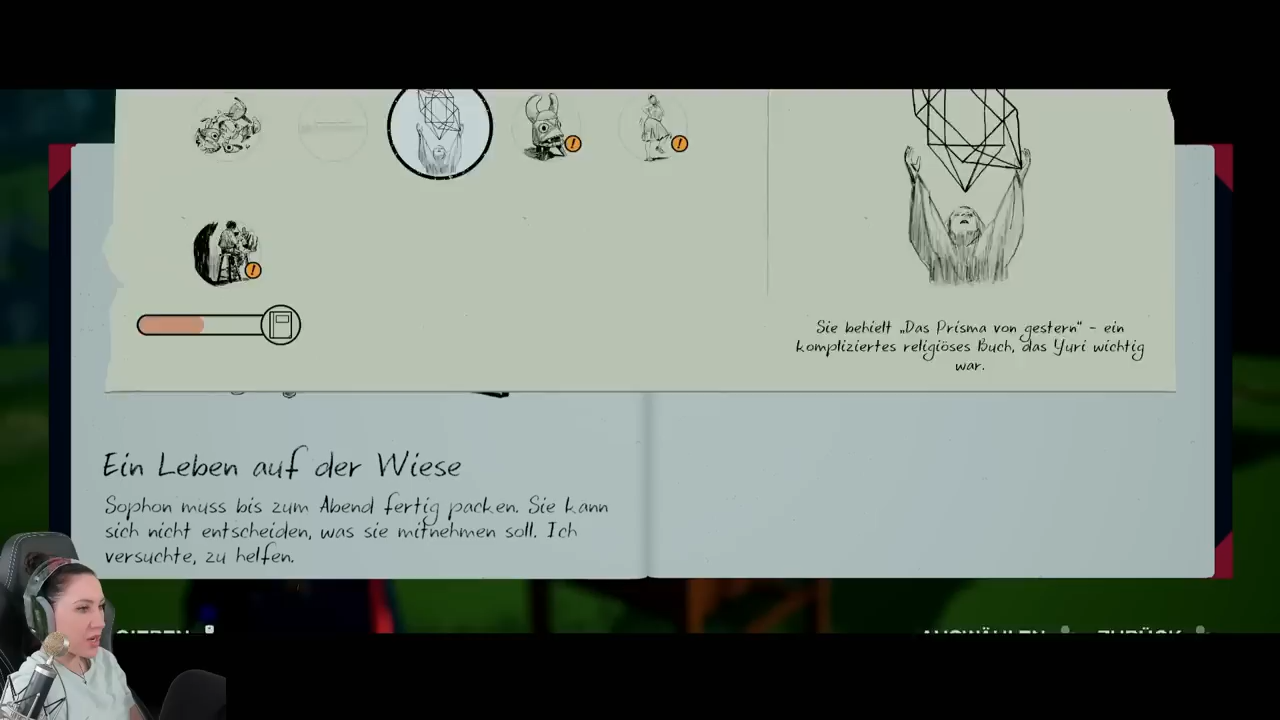 Sie behielt „Das Prisma von gestern" - ein
kompliziertes religiöses Buch, das Yuri wichtig
war.
Ein Leben auf der Wiese
Sophon muss bis zum Abend fertig packen. Sie kann
sich nicht entscheiden, was sie mitnehmen soll. Ich
versuchte, zu helfen.
AUSWÄHLEN ZURÜCK